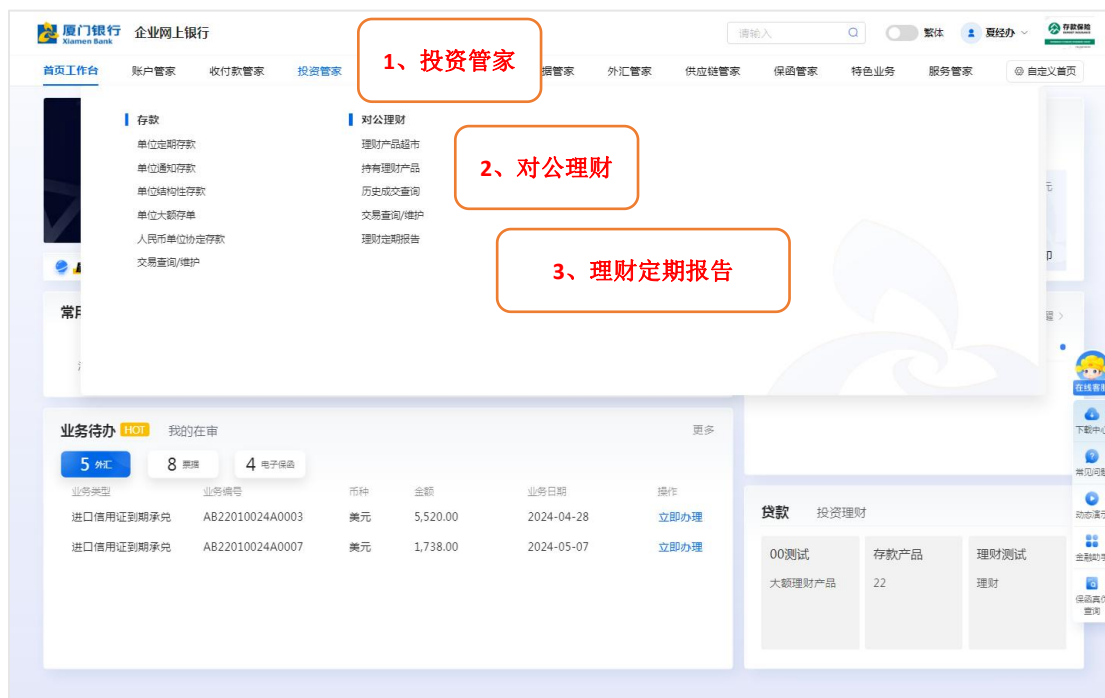 厦门银行 企业网上银行
Xiamen Bank
请输入
繁体
夏经办
存款保险
首页工作台 账户管家 收付款管家 投资管家 据管家 外汇管家 供应链管家 保函管家 特色业务 服务管家 自定义首页
1、投资管家
存款
单位定期存款
单位通知存款
单位结构性存款
单位大额存单
人民币单位协定存款
交易查询/维护
对公理财
理财产品超市
持有理财产品
历史成交查询
交易查询/维护
理财定期报告
2、对公理财
3、理财定期报告
元
常用
在线客服
下载中心
常见问题
动态演示
金融助手
保函真伪
查询
业务待办 HOT 我的在审 更多
5 外汇 8 票据 4 电子保函
业务类型 业务编号 币种 金额 业务日期 操作
进口信用证到期承兑 AB22010024A0003 美元 5,520.00 2024-04-28 立即办理
进口信用证到期承兑 AB22010024A0007 美元 1,738.00 2024-05-07 立即办理
贷款 投资理财
00测试 存款产品 理财测试
大额理财产品 22 理财